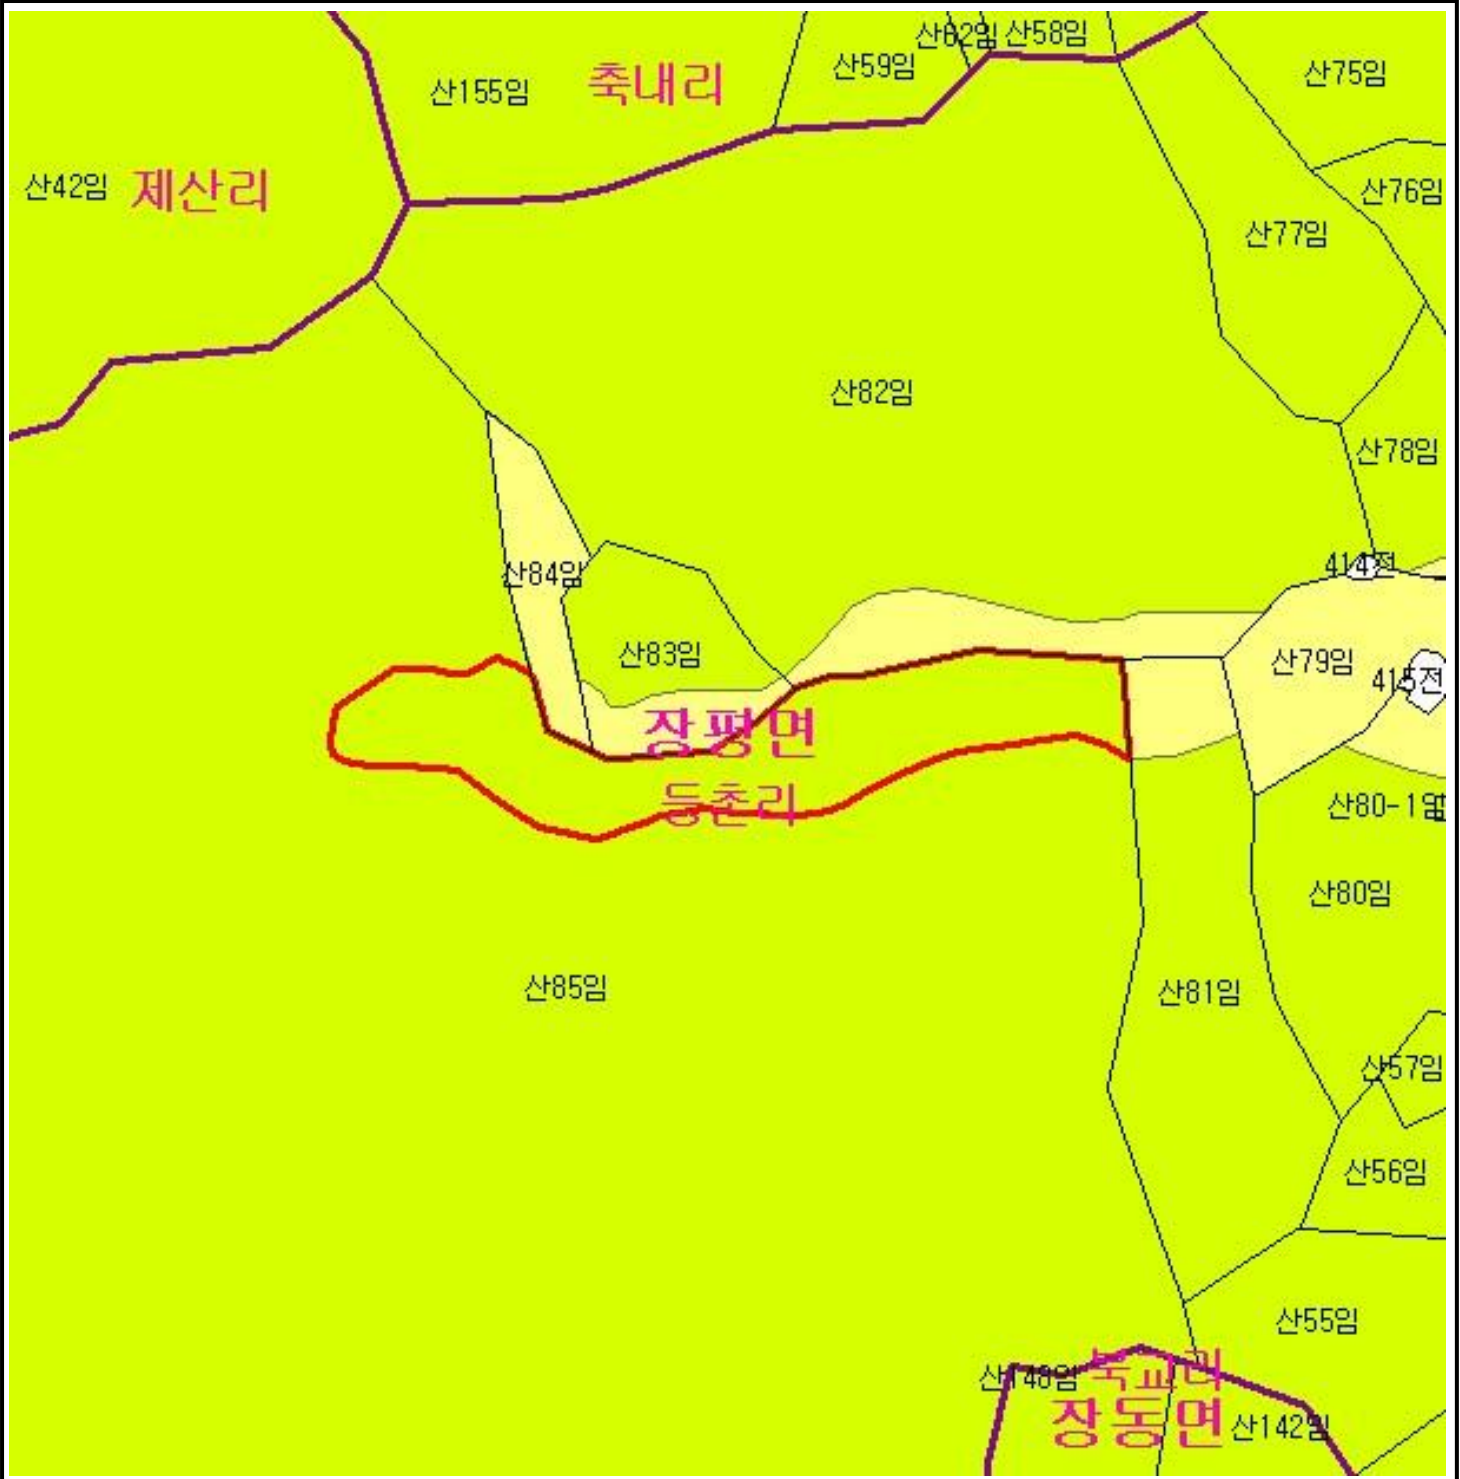 산62임 산58임
산59임
산75임
산155임 축내리
산42임 제산리
산76임
산77임
산82임
산78임
414전
산84임
산83임
산79임
415전
장평면
등촌리
산80-1임
산80임
산85임
산81임
산57임
산56임
산55임
산148임 북교리
장동면 산142임